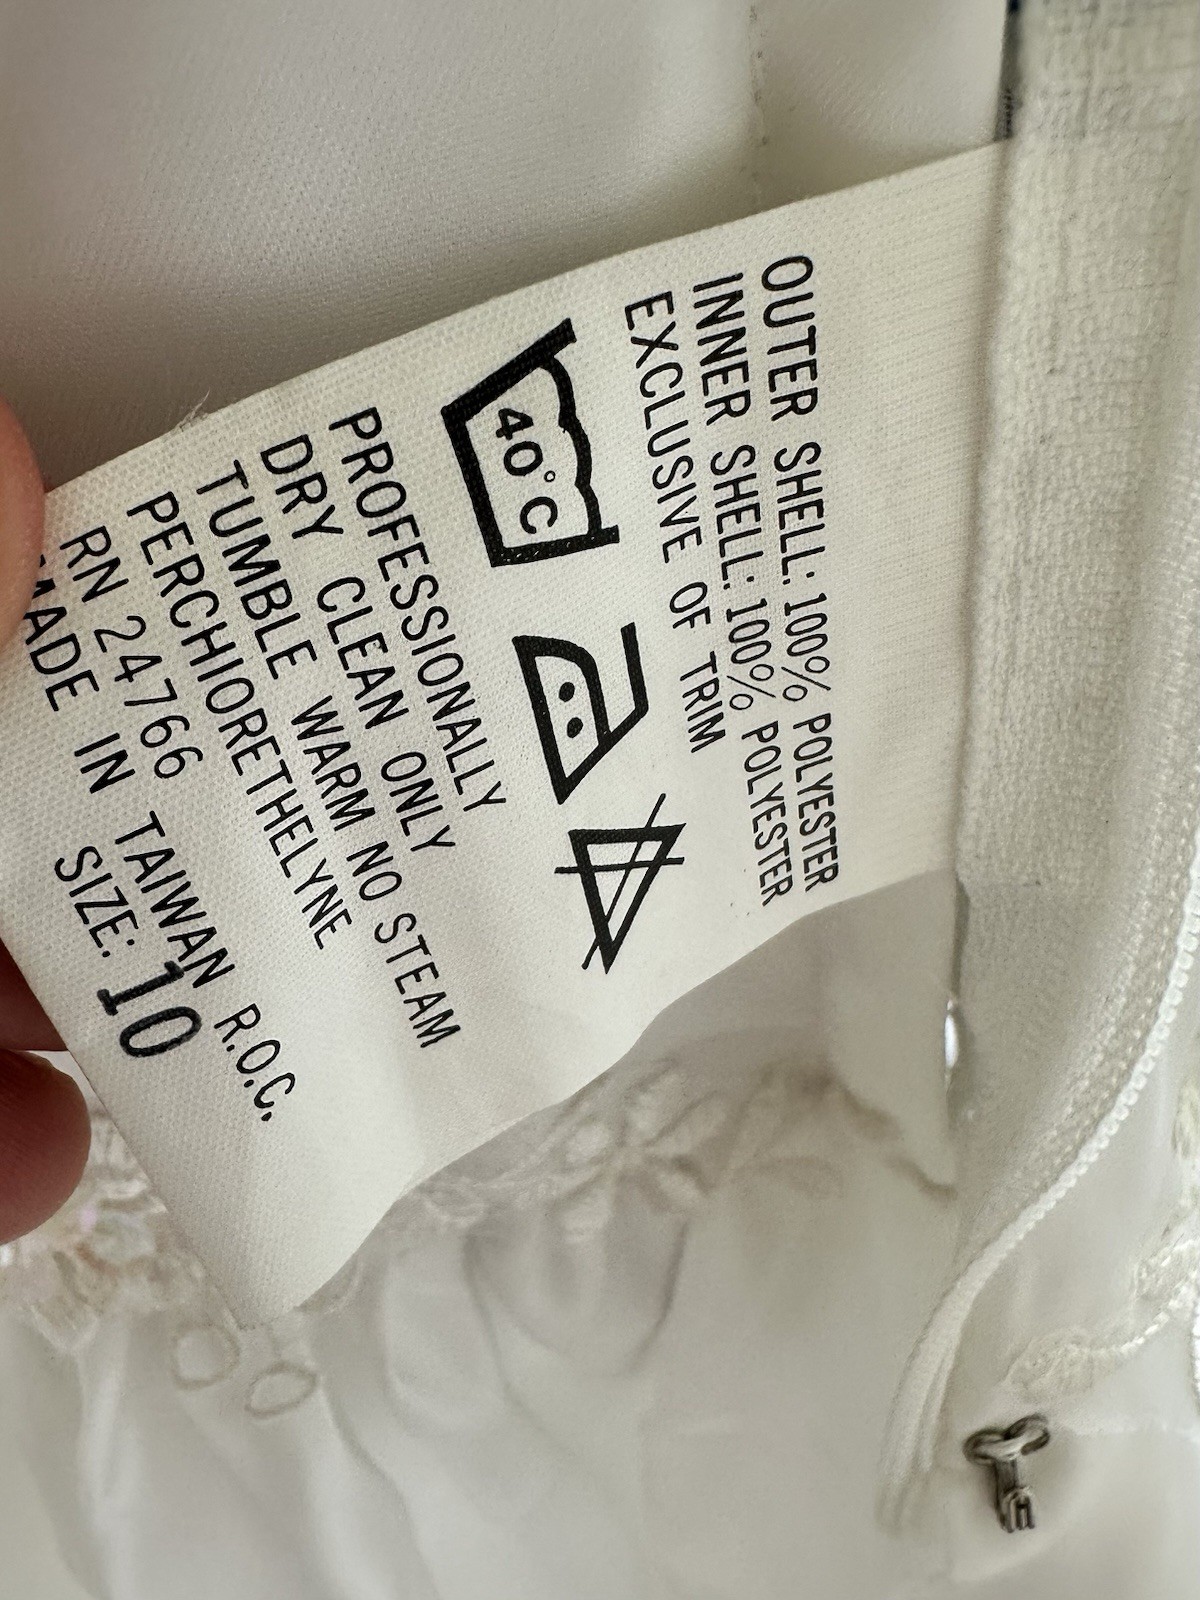 OUTER SHELL: 100% POLYESTER
INNER SHELL: 100% POLYESTER
EXCLUSIVE OF TRIM
40°C
PROFESSIONALLY
DRY CLEAN ONLY
TUMBLE WARM NO STEAM
PERCHIORETHELYNE
RN 24766
MADE IN TAIWAN R.O.C.
SIZE: 10